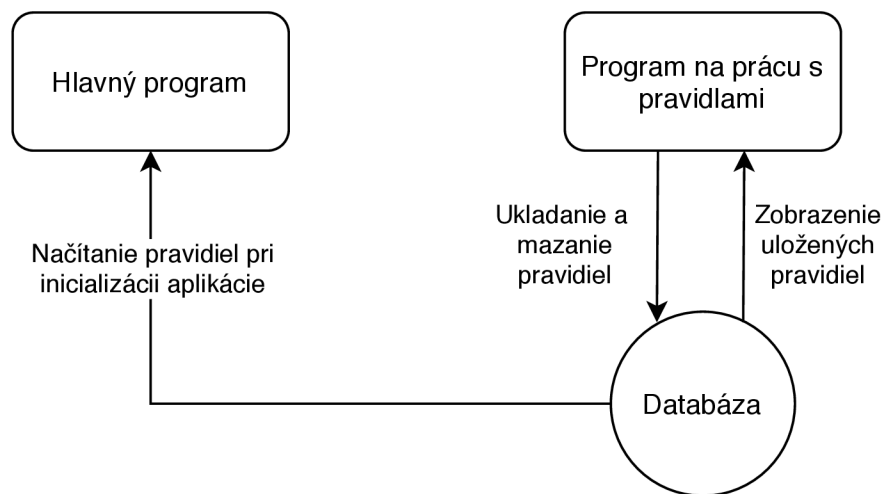 Hlavný program
Program na prácu s
pravidlami
Načítanie pravidiel pri
inicializácii aplikácie
Ukladanie a
mazanie
pravidiel
Zobrazenie
uložených
pravidiel
Databáza